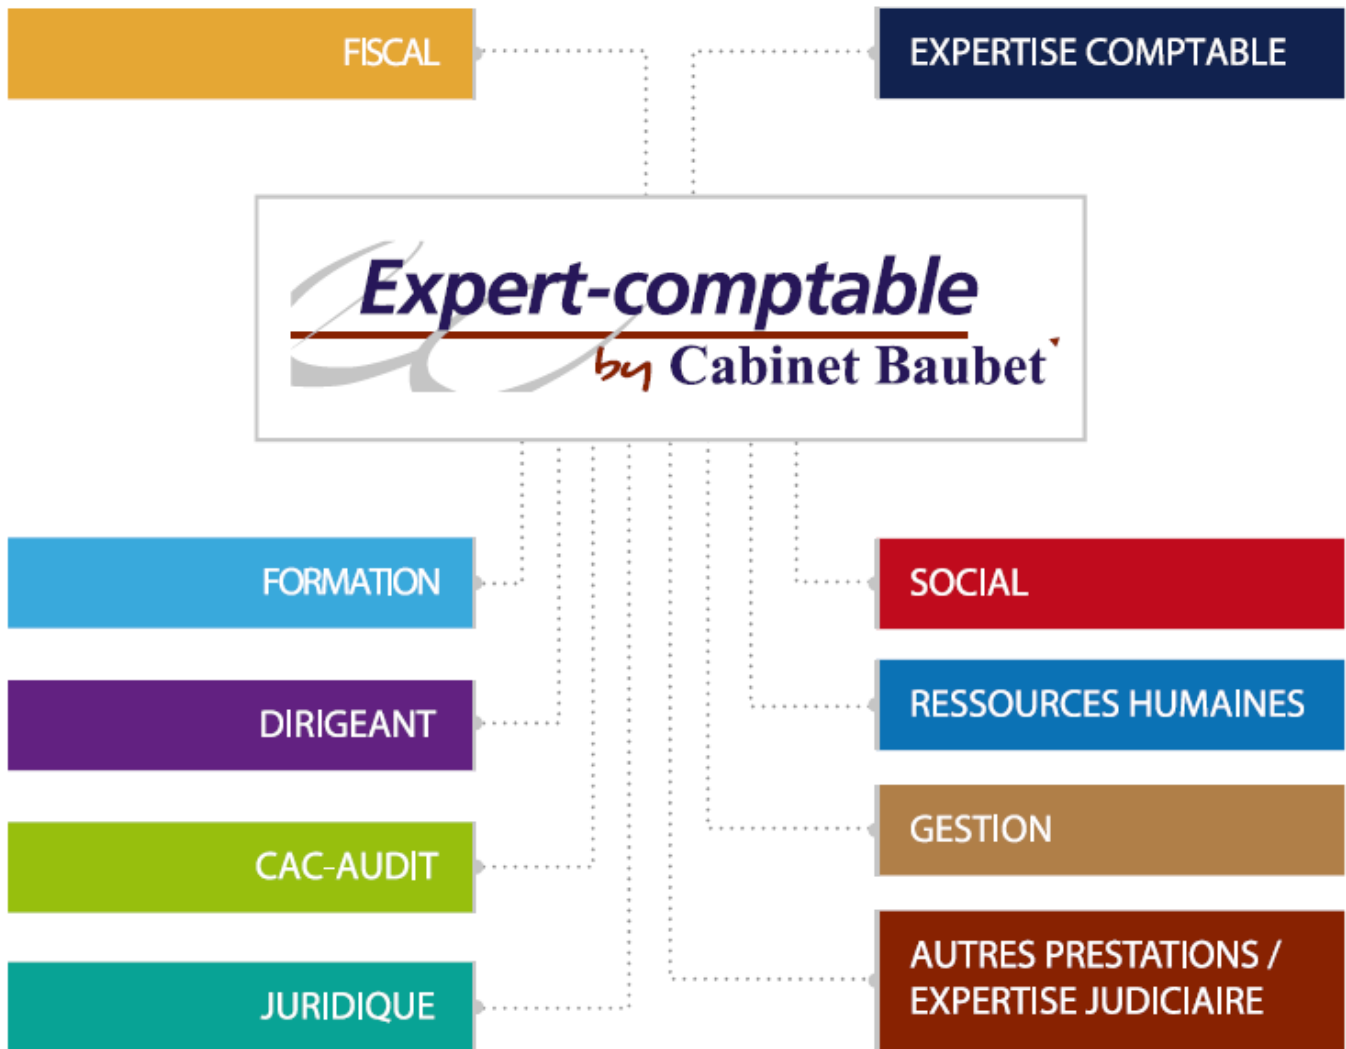 FISCAL
EXPERTISE COMPTABLE
Expert-comptable
by Cabinet Baubet
FORMATION
SOCIAL
DIRIGEANT
RESSOURCES HUMAINES
CAC-AUDIT
GESTION
JURIDIQUE
AUTRES PRESTATIONS /
EXPERTISE JUDICIAIRE